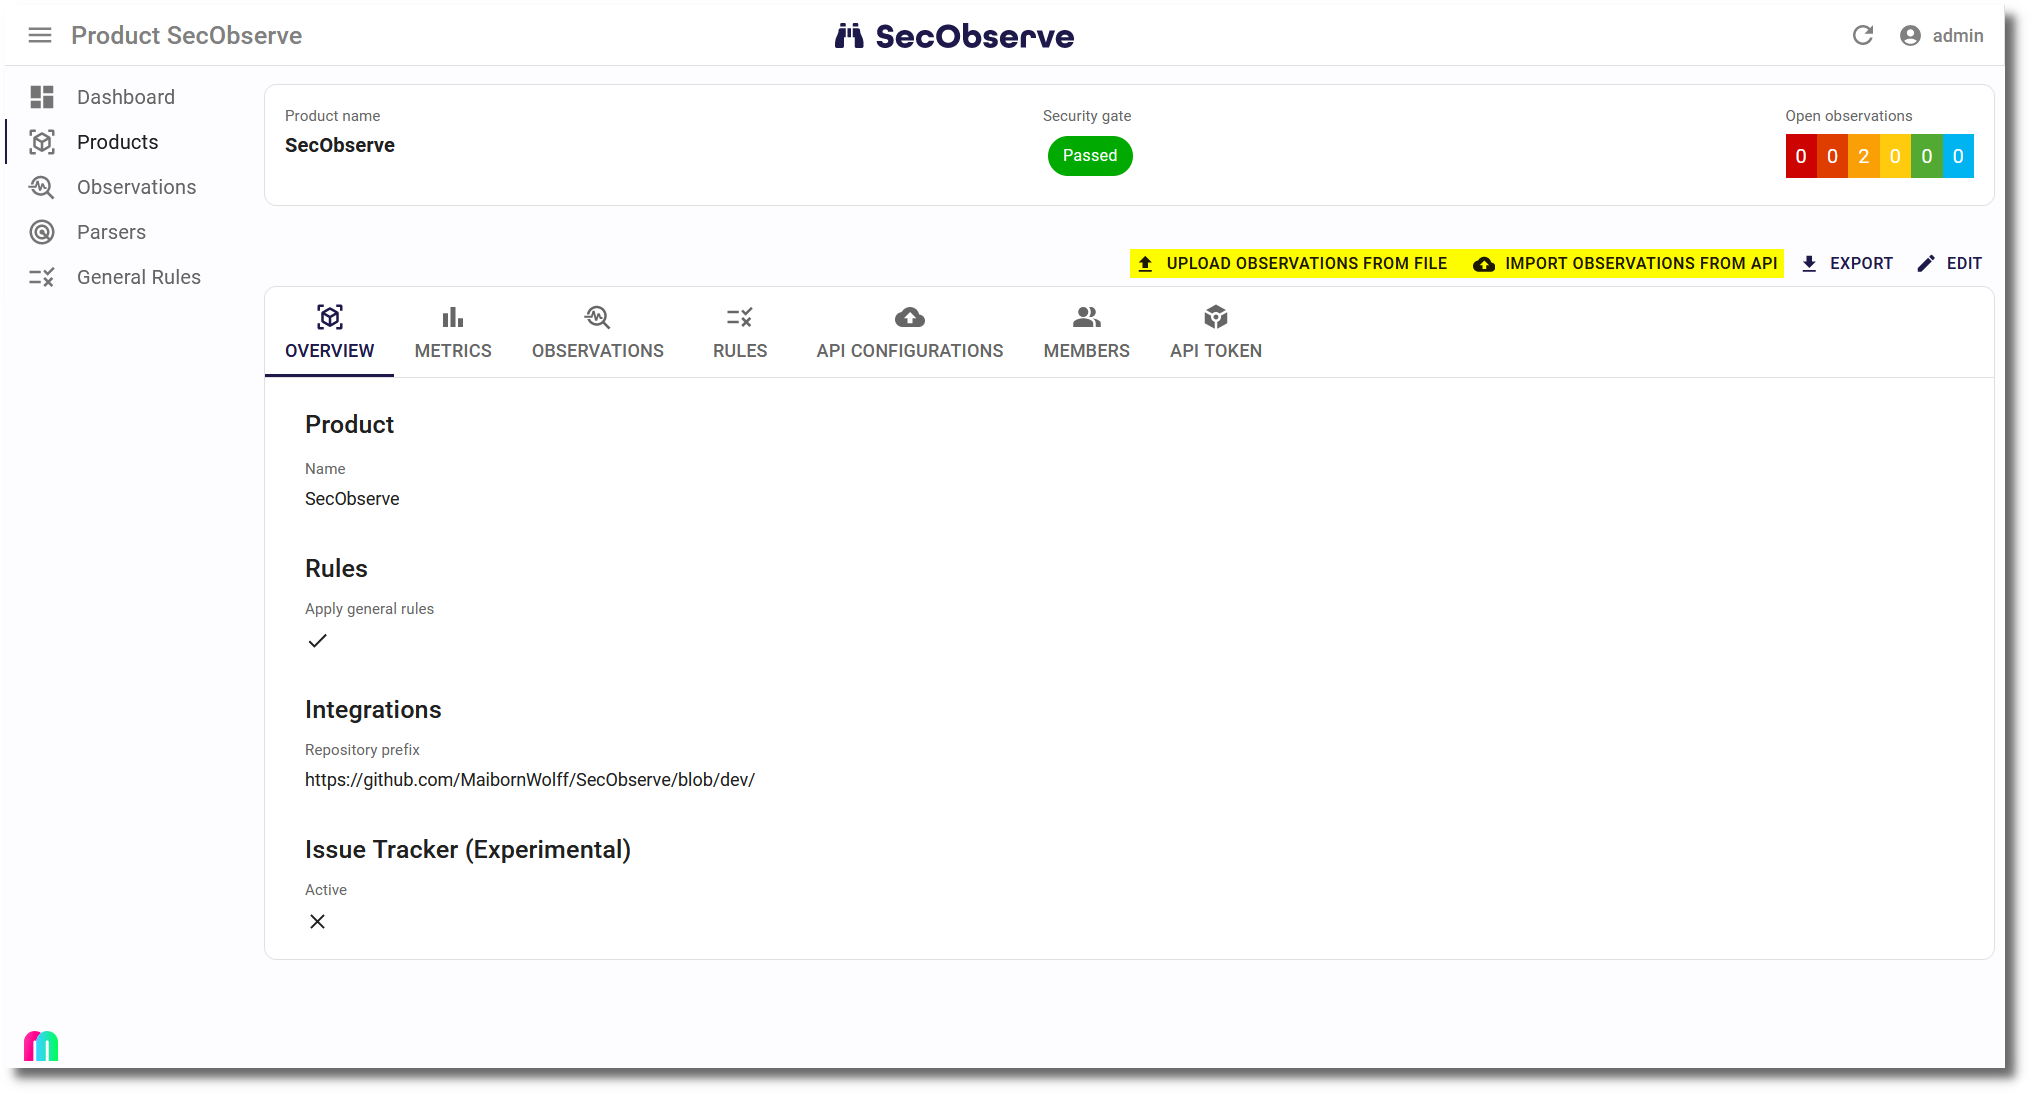 Product SecObserve
SecObserve
admin
Dashboard
Products
Observations
Parsers
General Rules
Product name
SecObserve
Security gate
Passed
Open observations
0 0 2 0 0 0
UPLOAD OBSERVATIONS FROM FILE IMPORT OBSERVATIONS FROM API EXPORT EDIT
OVERVIEW METRICS OBSERVATIONS RULES API CONFIGURATIONS MEMBERS API TOKEN
Product
Name
SecObserve
Rules
Apply general rules
Integrations
Repository prefix
https://github.com/MaibornWolff/SecObserve/blob/dev/
Issue Tracker (Experimental)
Active